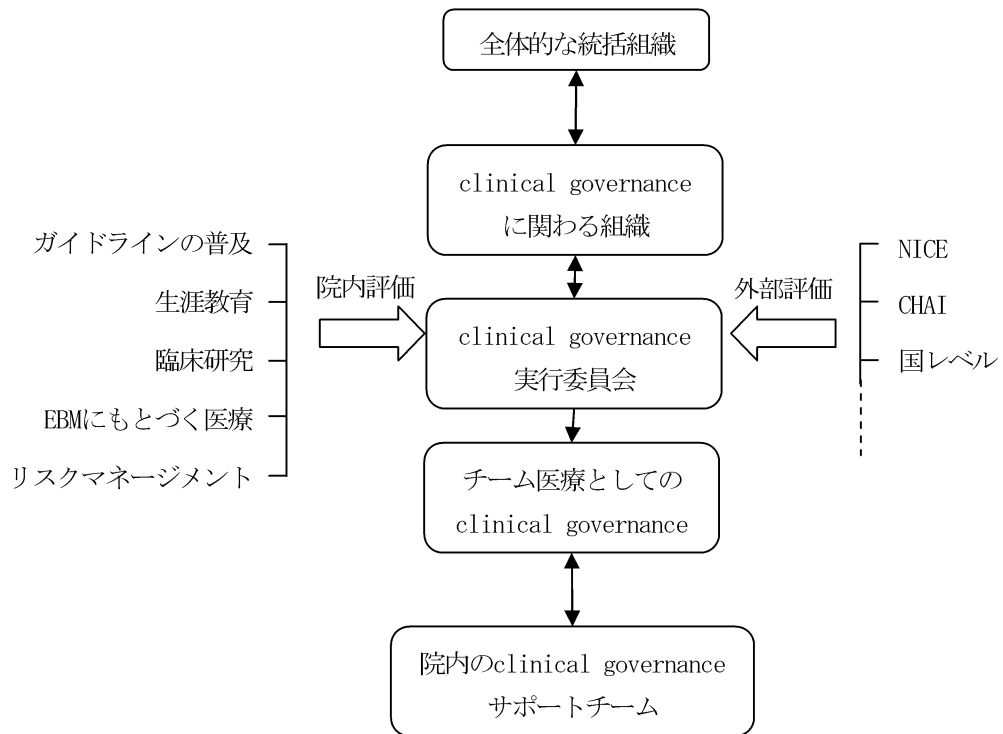 全体的な統括組織
clinical governance
に関わる組織
ガイドラインの普及
生涯教育
臨床研究
EBMにもとづく医療
リスクマネージメント
院内評価
clinical governance
実行委員会
外部評価
NICE
CHAI
国レベル
チーム医療としての
clinical governance
院内のclinical governance
サポートチーム